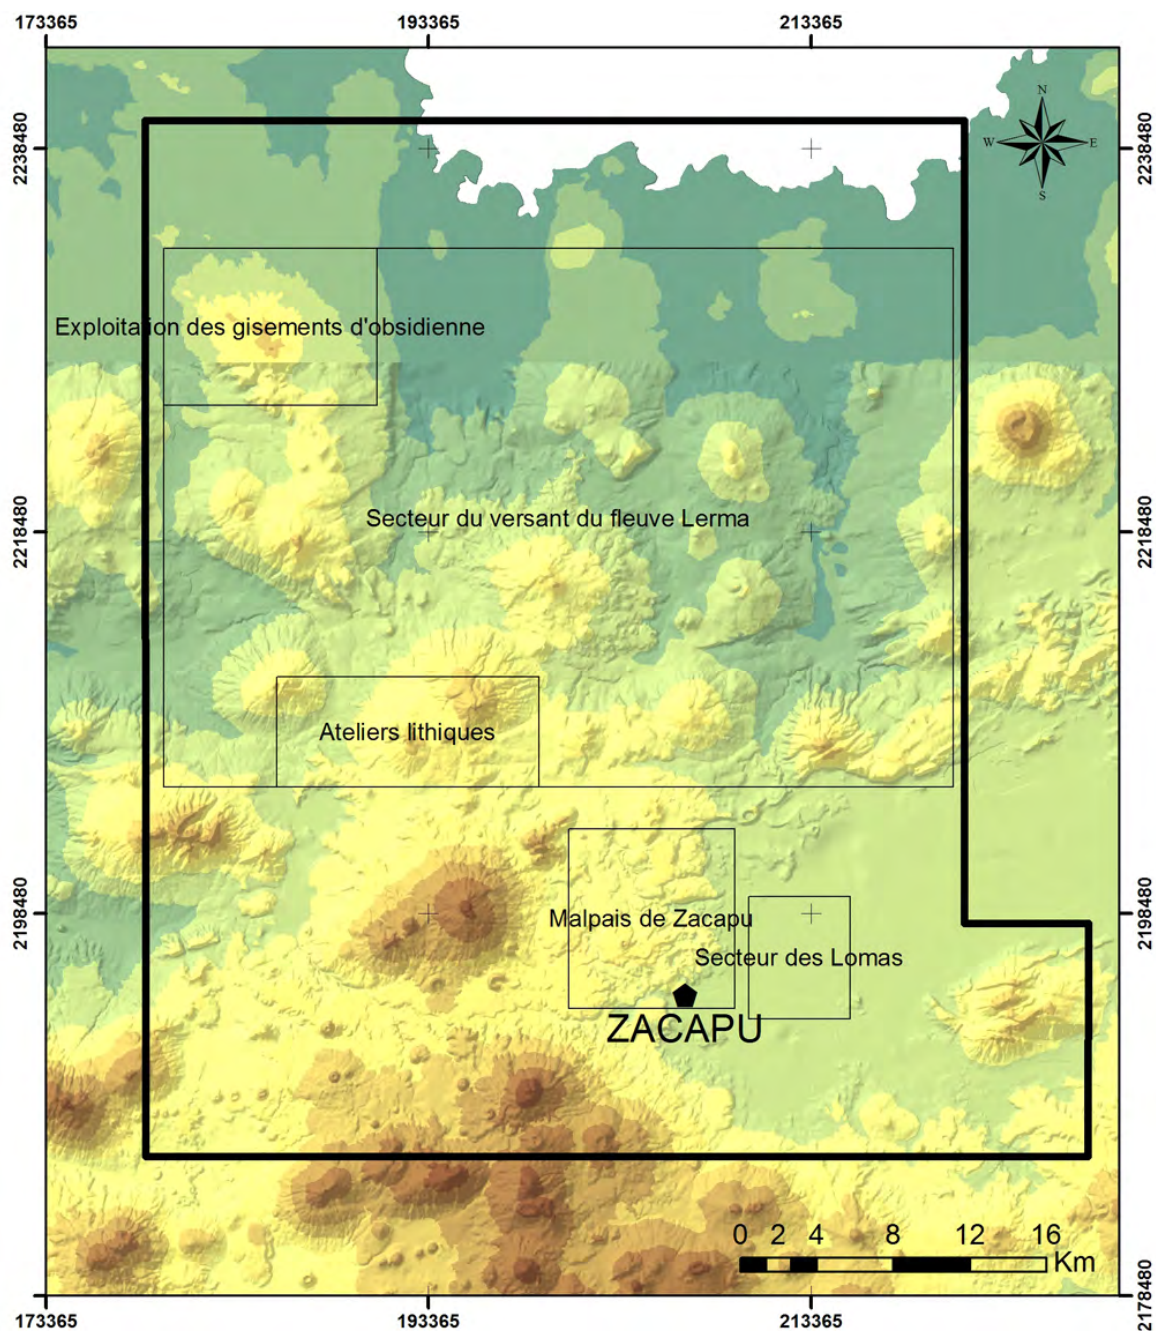 173365 193365 213365
N
W E
S
2238480 2238480
Exploitation des gisements d'obsidienne
Secteur du versant du fleuve Lerma
2218480 2218480
Ateliers lithiques
Malpais de Zacapu
2198480 2198480
Secteur des Lomas
ZACAPU
0 2 4 8 12 16
Km
2178480
173365 193365 213365